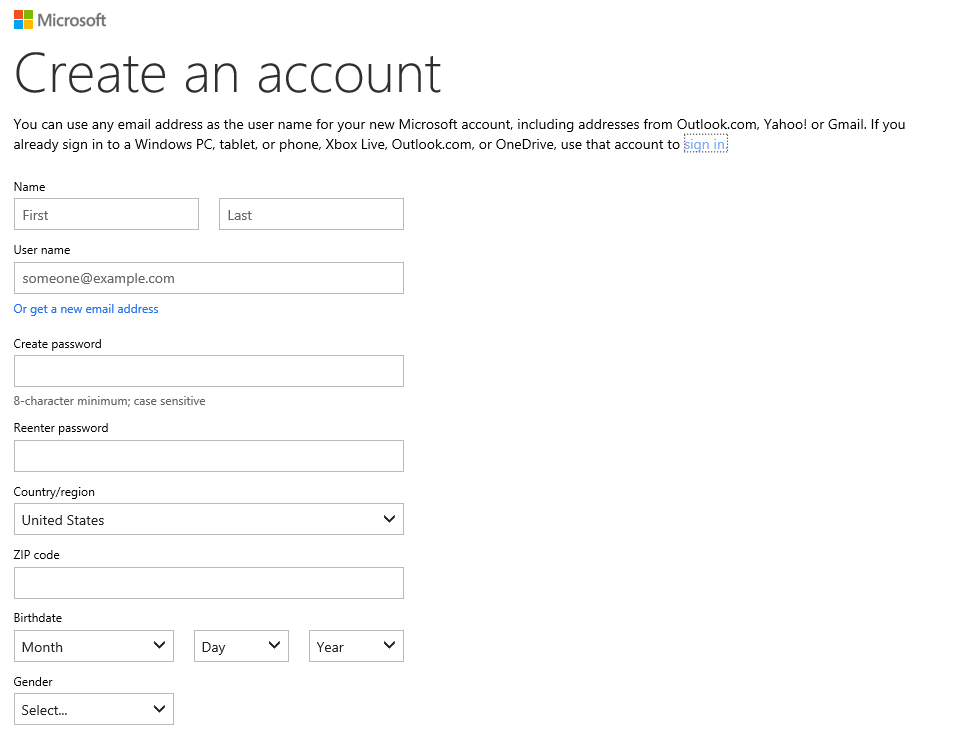 Microsoft
Create an account
You can use any email address as the user name for your new Microsoft account, including addresses from Outlook.com, Yahoo! or Gmail. If you
already sign in to a Windows PC, tablet, or phone, Xbox Live, Outlook.com, or OneDrive, use that account to sign in.
Name
First Last
User name
someone@example.com
Or get a new email address
Create password
8-character minimum; case sensitive
Reenter password
Country/region
United States
ZIP code
Birthdate
Month Day Year
Gender
Select...